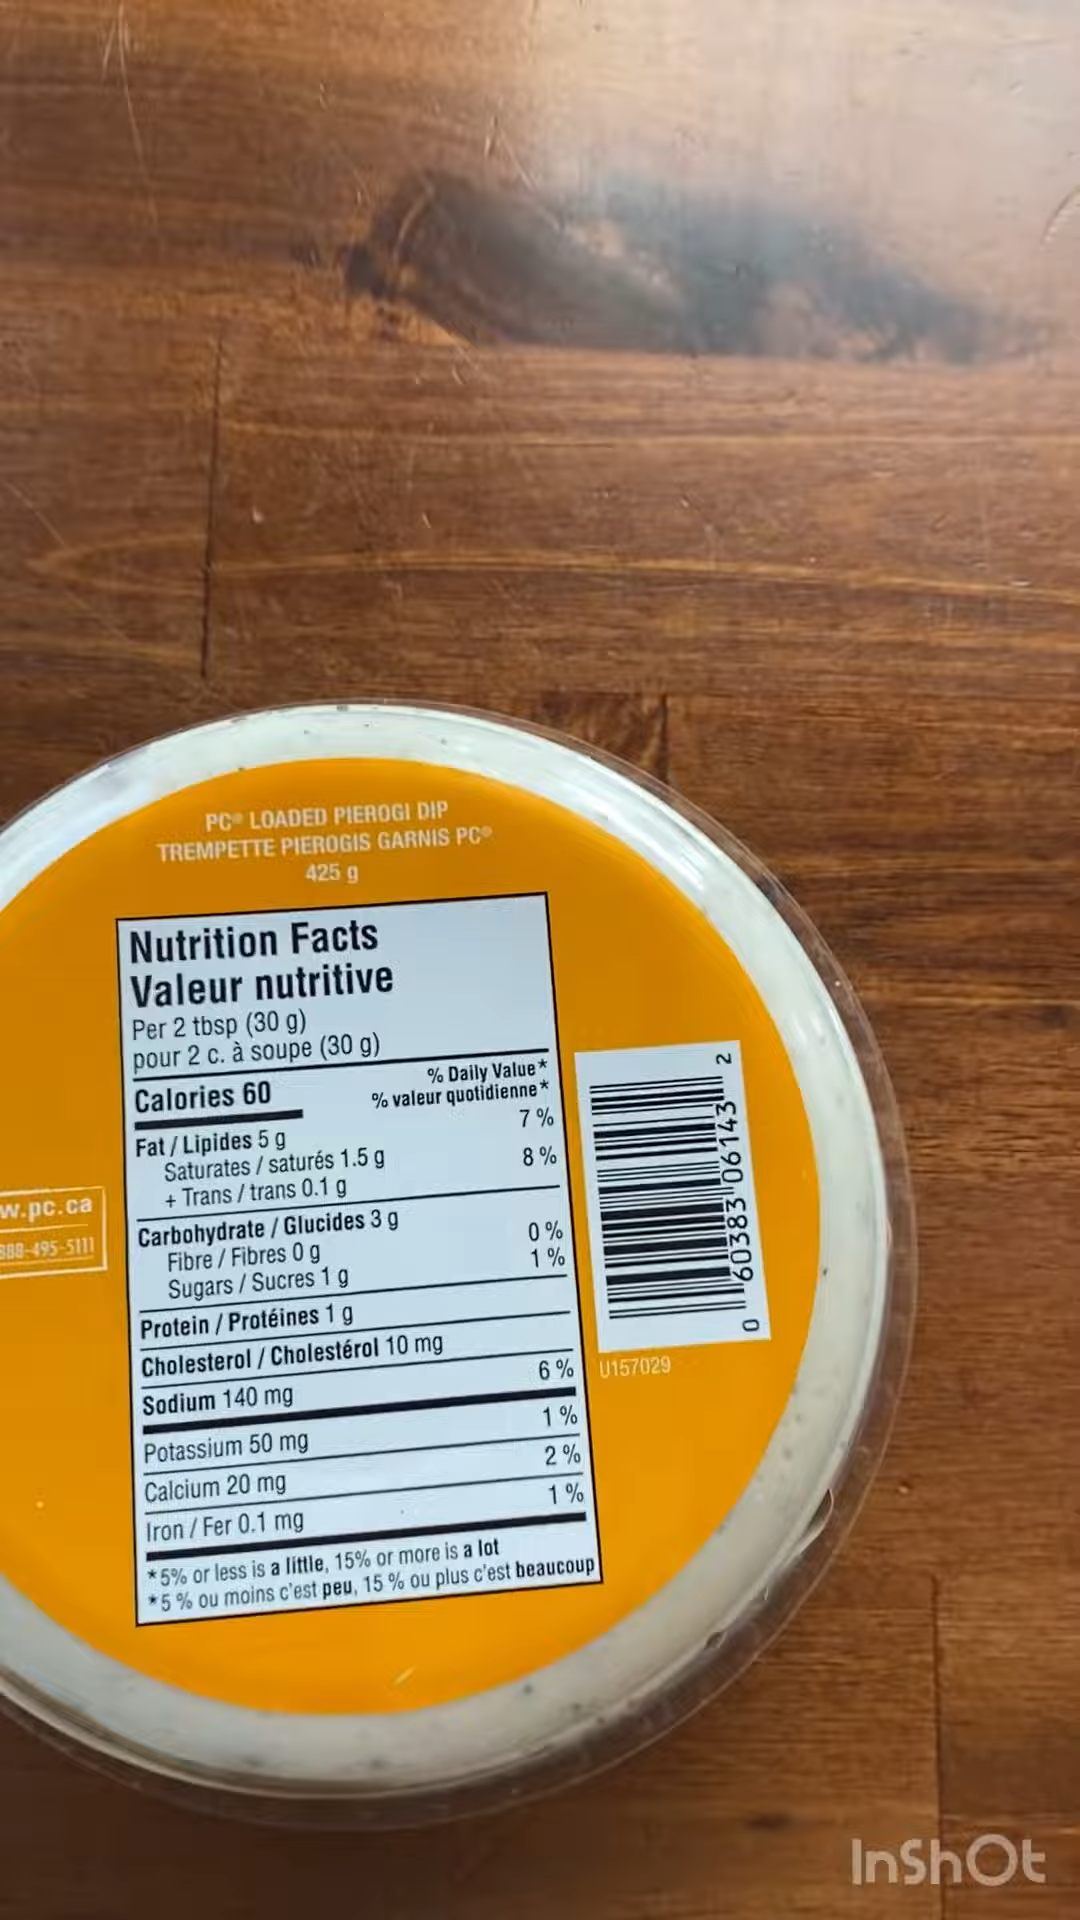 PC® LOADED PIEROGI DIP
TREMPETTE PIEROGIS GARNIS PC®
425 g
Nutrition Facts
Valeur nutritive
Per 2 tbsp (30 g)
pour 2 c. à soupe (30 g)
Calories 60
% Daily Value*
% valeur quotidienne*
Fat / Lipides 5 g 7 %
Saturates / saturés 1.5 g
+ Trans / trans 0.1 g 8 %
Carbohydrate / Glucides 3 g
Fibre / Fibres 0 g 0 %
Sugars / Sucres 1 g 1 %
Protein / Protéines 1 g
Cholesterol / Cholestérol 10 mg
Sodium 140 mg 6 %
Potassium 50 mg 1 %
Calcium 20 mg 2 %
Iron / Fer 0.1 mg 1 %
*5% or less is a little, 15% or more is a lot
*5 % ou moins c'est peu, 15 % ou plus c'est beaucoup
w.pc.ca
888-495-5111
0 60383 06143 2
U157029
InShOt